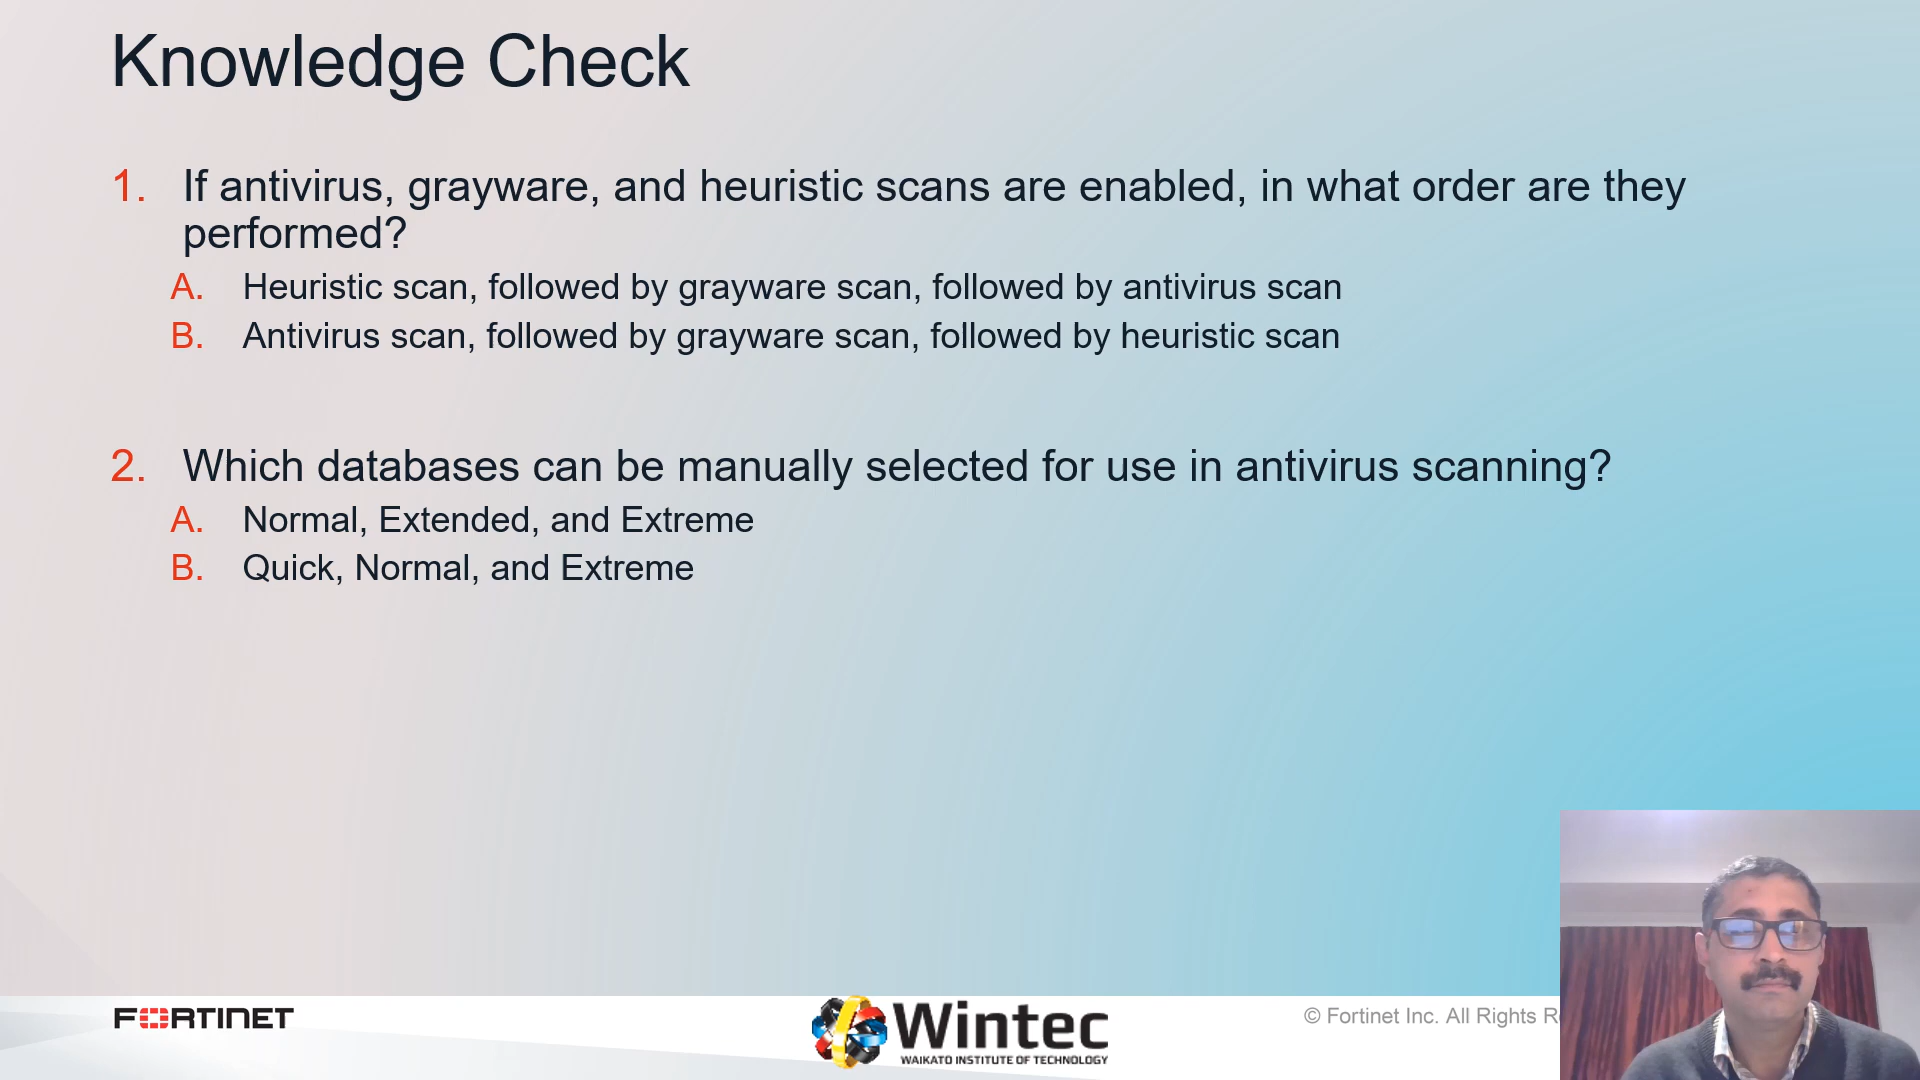 Knowledge Check
1. If antivirus, grayware, and heuristic scans are enabled, in what order are they
performed?
A. Heuristic scan, followed by grayware scan, followed by antivirus scan
B. Antivirus scan, followed by grayware scan, followed by heuristic scan
2. Which databases can be manually selected for use in antivirus scanning?
A. Normal, Extended, and Extreme
B. Quick, Normal, and Extreme
FORTINET
Wintec
WAIKATO INSTITUTE OF TECHNOLOGY
© Fortinet Inc. All Rights